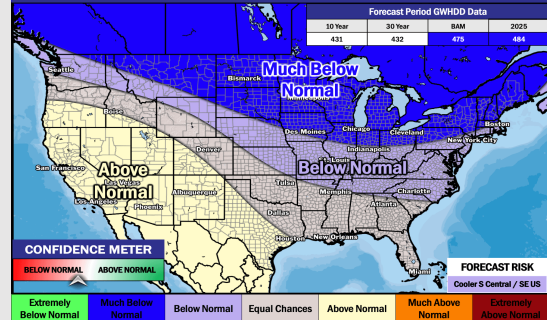 Forecast Period GWHDD Data
10 Year 30 Year BAM 2025
431 432 475 484
Seattle
Bismarck
Much Below
Normal
Minneapolis
Boise
Des Moines
Chicago
Cleveland
Boston
New York City
Denver
Indianapolis
St. Louis
Below Normal
San Francisco
Above
Normal
Las Vegas
Los Angeles
Phoenix
Albuquerque
Tulsa
Memphis
Charlotte
Dallas
Atlanta
Houston
New Orleans
Miami
CONFIDENCE METER
BELOW NORMAL ABOVE NORMAL
FORECAST RISK
Cooler S Central / SE US
Extremely
Below Normal
Much Below
Normal
Below Normal
Equal Chances
Above Normal
Much Above
Normal
Extremely
Above Normal